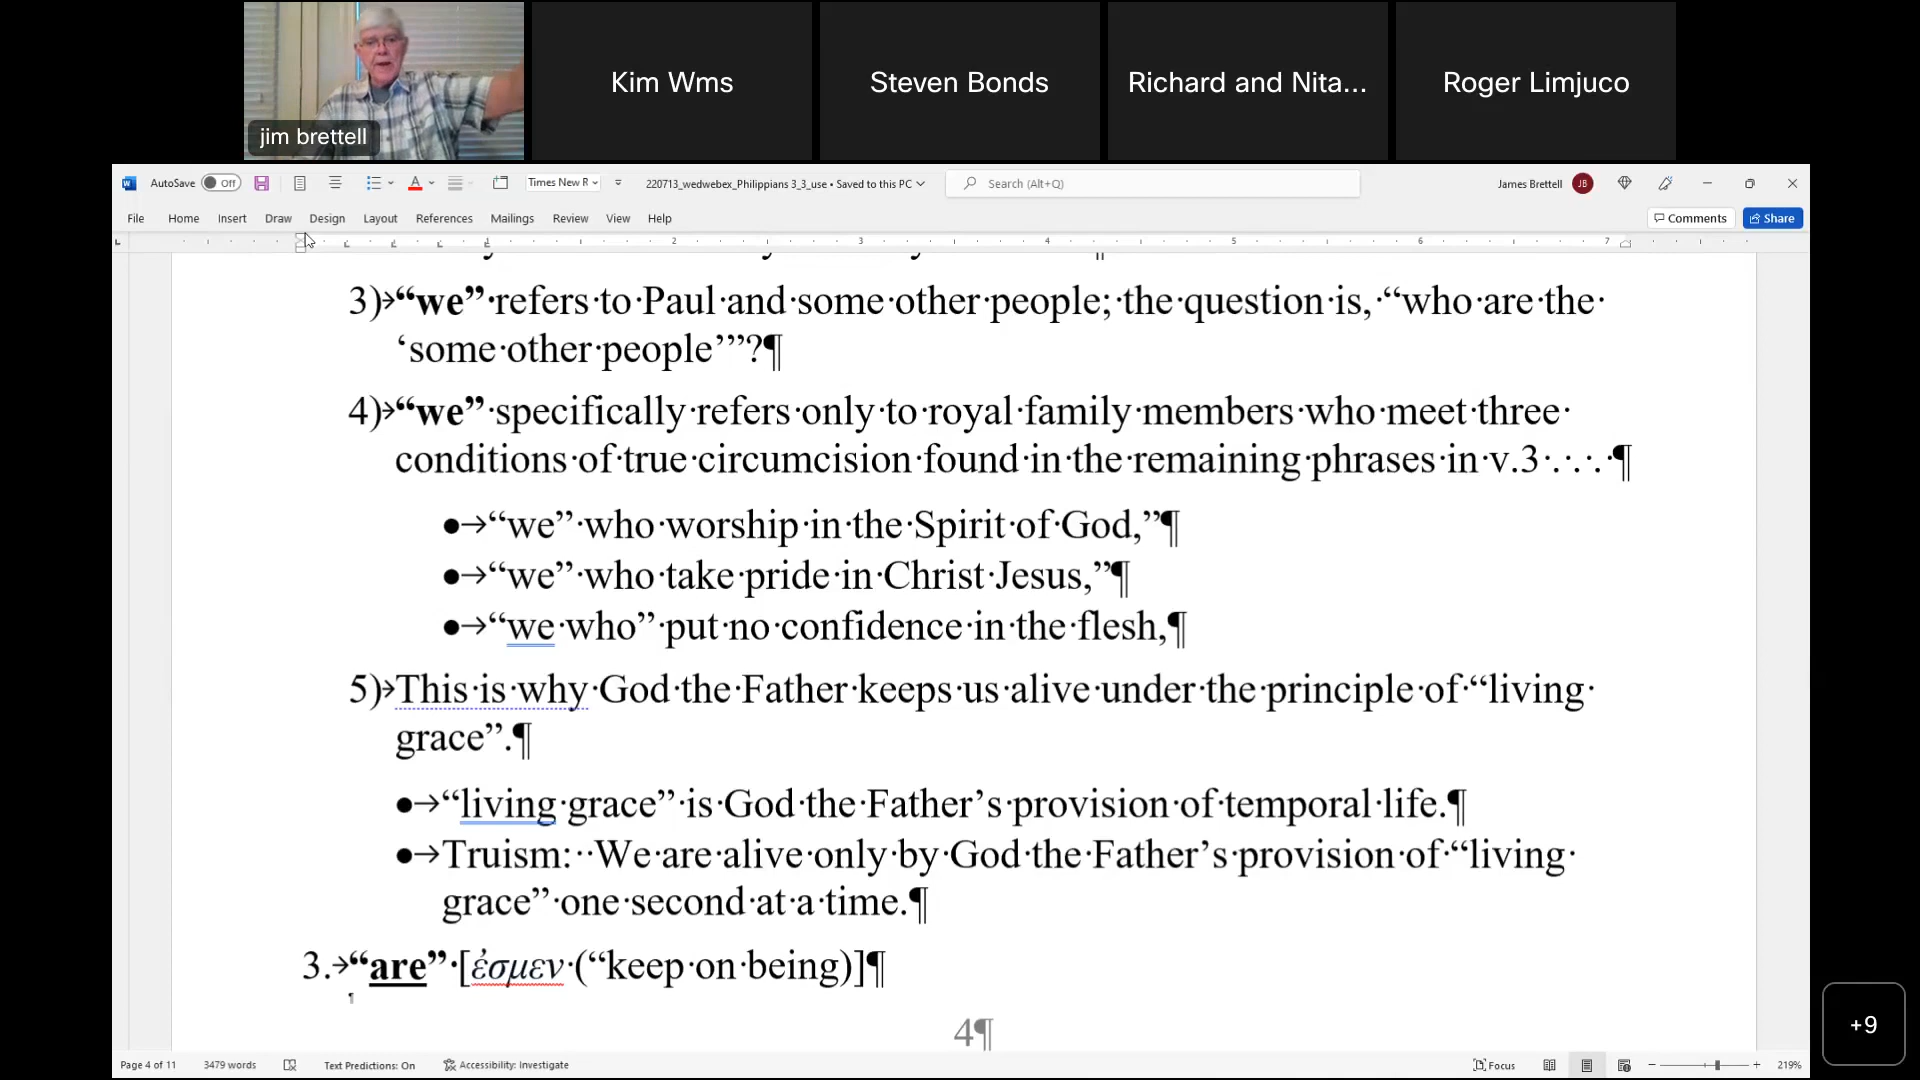 jim brettell
Kim Wms
Steven Bonds
Richard and Nita...
Roger Limjuco
AutoSave Off
Times New R
220713_wedwebex_Philippians 3_3_use • Saved to this PC
Search (Alt+Q)
James Brettell
JB
File Home Insert Draw Design Layout References Mailings Review View Help
Comments
Share
2 3 4 5 6 7
3)→“we”·refers·to·Paul·and·some·other·people;·the·question·is,·“who·are·the·
‘some·other·people’”?¶
4)→“we”·specifically·refers·only·to·royal·family·members·who·meet·three·
conditions·of·true·circumcision·found·in·the·remaining·phrases·in·v.3·.·.·.·¶
●→“we”·who·worship·in·the·Spirit·of·God,”¶
●→“we”·who·take·pride·in·Christ·Jesus,”¶
●→“we·who”·put·no·confidence·in·the·flesh,¶
5)→This·is·why·God·the·Father·keeps·us·alive·under·the·principle·of·“living·
grace”.¶
●→“living·grace”·is·God·the·Father’s·provision·of·temporal·life.¶
●→Truism:··We·are·alive·only·by·God·the·Father’s·provision·of·“living·
grace”·one·second·at·a·time.¶
3.→“are”·[ἐσμεν·(“keep·on·being)]¶
¶
4¶
+9
Page 4 of 11
3479 words
Text Predictions: On
Accessibility: Investigate
Focus
219%